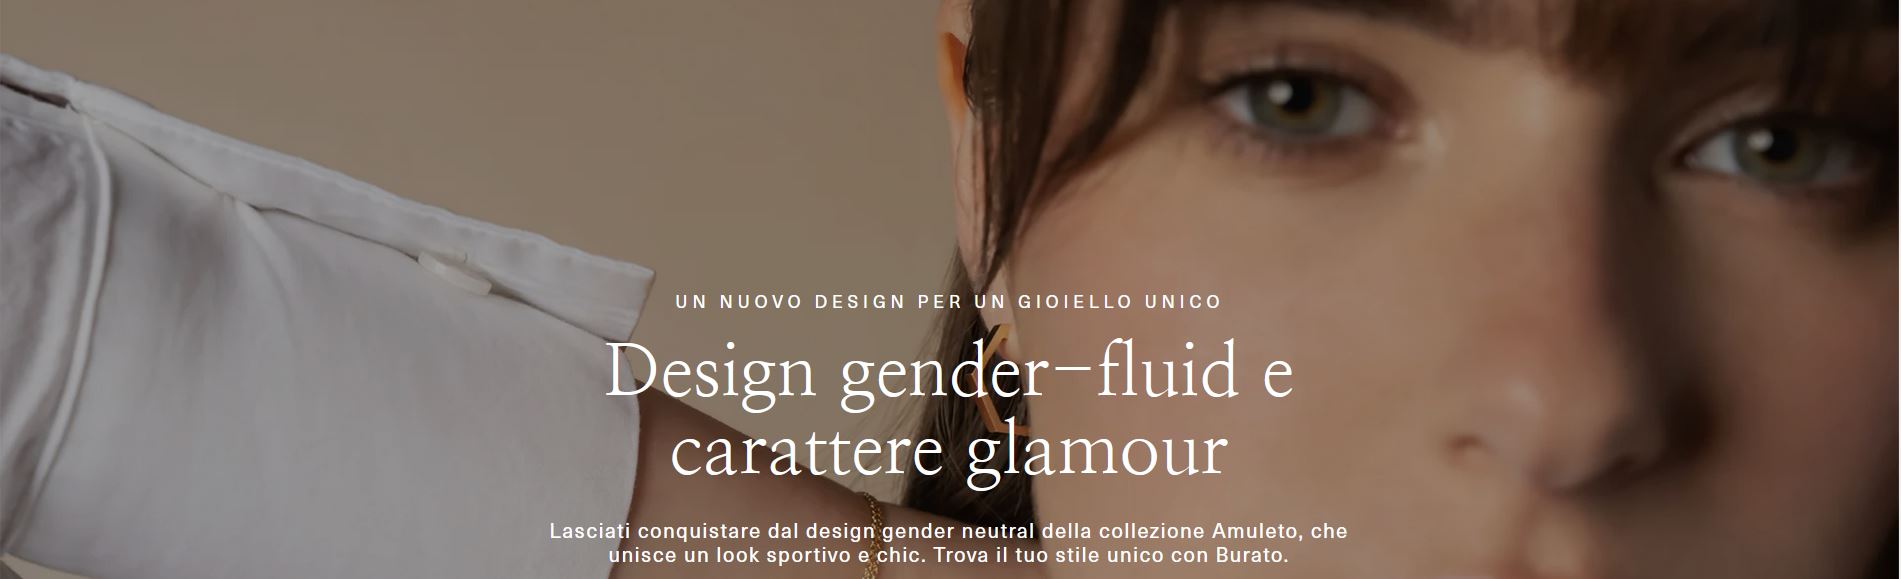 UN NUOVO DESIGN PER UN GIOIELLO UNICO
Design gender–fluid e
carattere glamour
Lasciati conquistare dal design gender neutral della collezione Amuleto, che
unisce un look sportivo e chic. Trova il tuo stile unico con Burato.